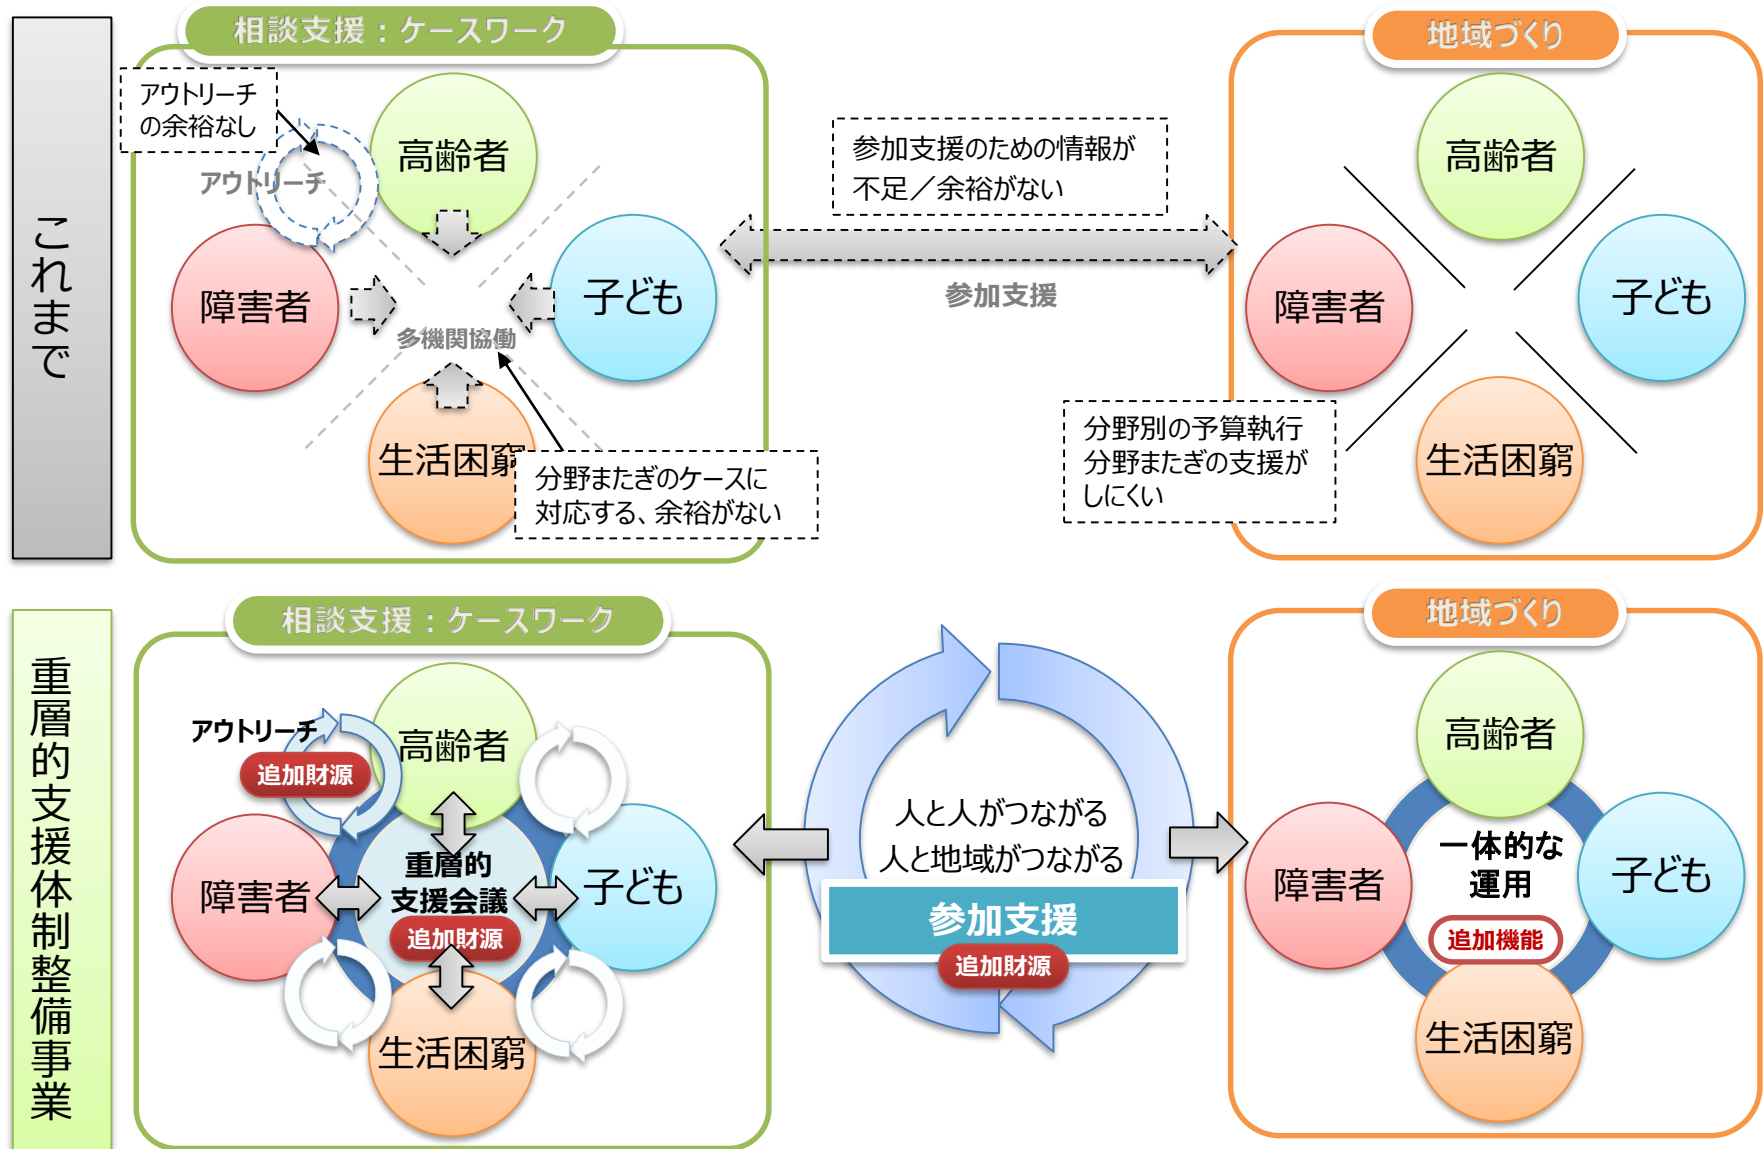 これまで
相談支援：ケースワーク
アウトリーチ
の余裕なし
アウトリーチ
高齢者
障害者
子ども
多機関協働
生活困窮
分野またぎのケースに
対応する、余裕がない
参加支援のための情報が
不足／余裕がない
参加支援
地域づくり
高齢者
障害者
子ども
生活困窮
分野別の予算執行
分野またぎの支援が
しにくい
重層的支援体制整備事業
相談支援：ケースワーク
アウトリーチ
追加財源
高齢者
障害者
子ども
重層的
支援会議
追加財源
生活困窮
人と人がつながる
人と地域がつながる
参加支援
追加財源
地域づくり
高齢者
障害者
子ども
一体的な
運用
追加機能
生活困窮